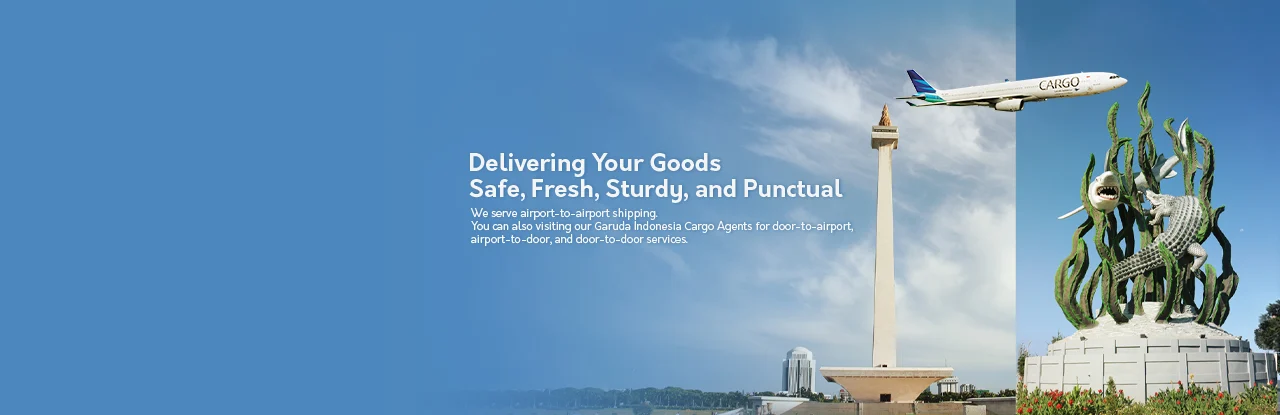 Delivering Your Goods
Safe, Fresh, Sturdy, and Punctual
We serve airport-to-airport shipping.
You can also visiting our Garuda Indonesia Cargo Agents for door-to-airport,
airport-to-door, and door-to-door services.
CARGO